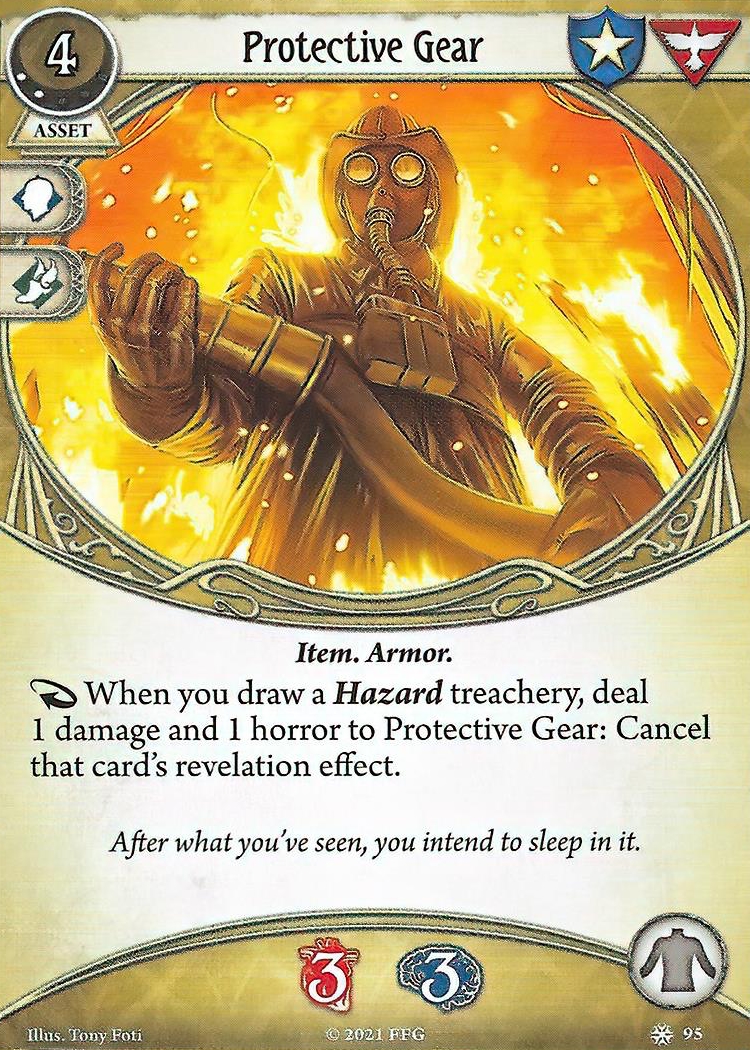 4
Protective Gear
ASSET
Item. Armor.
When you draw a Hazard treachery, deal
1 damage and 1 horror to Protective Gear: Cancel
that card's revelation effect.
After what you've seen, you intend to sleep in it.
3 3
Illus. Tony Foti © 2021 FFG 95